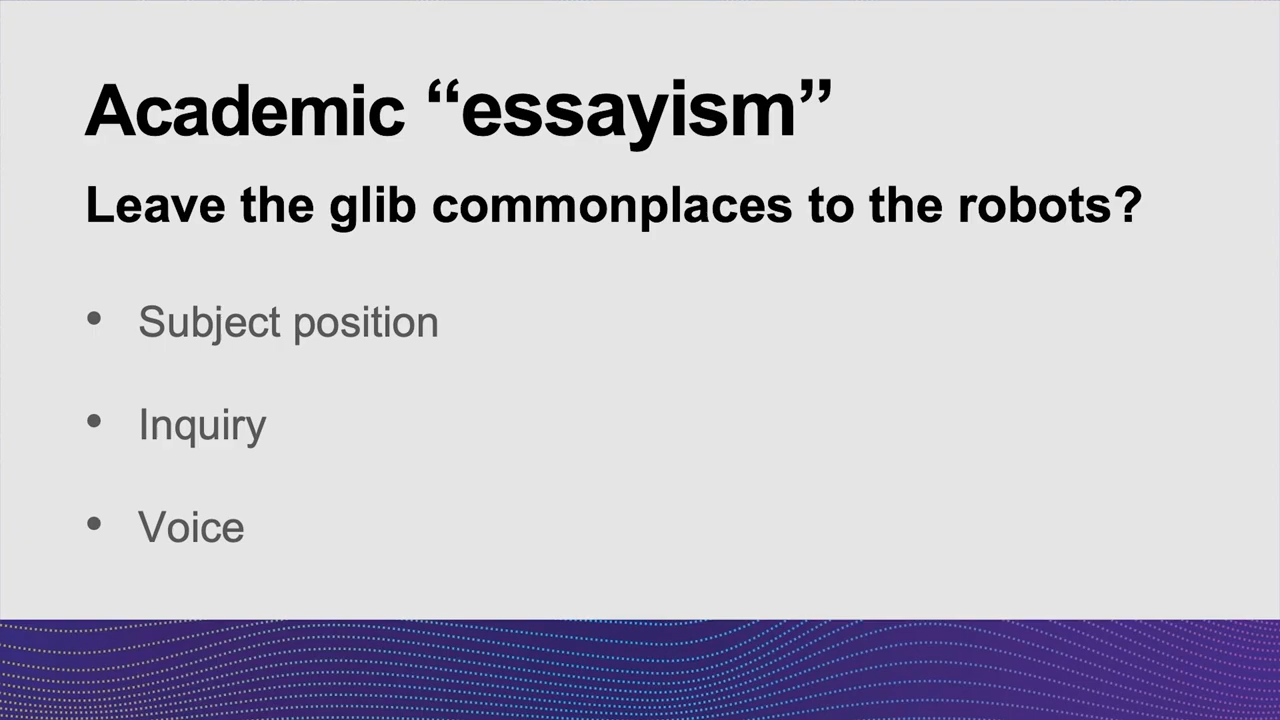 Academic “essayism”
Leave the glib commonplaces to the robots?
• Subject position
• Inquiry
• Voice